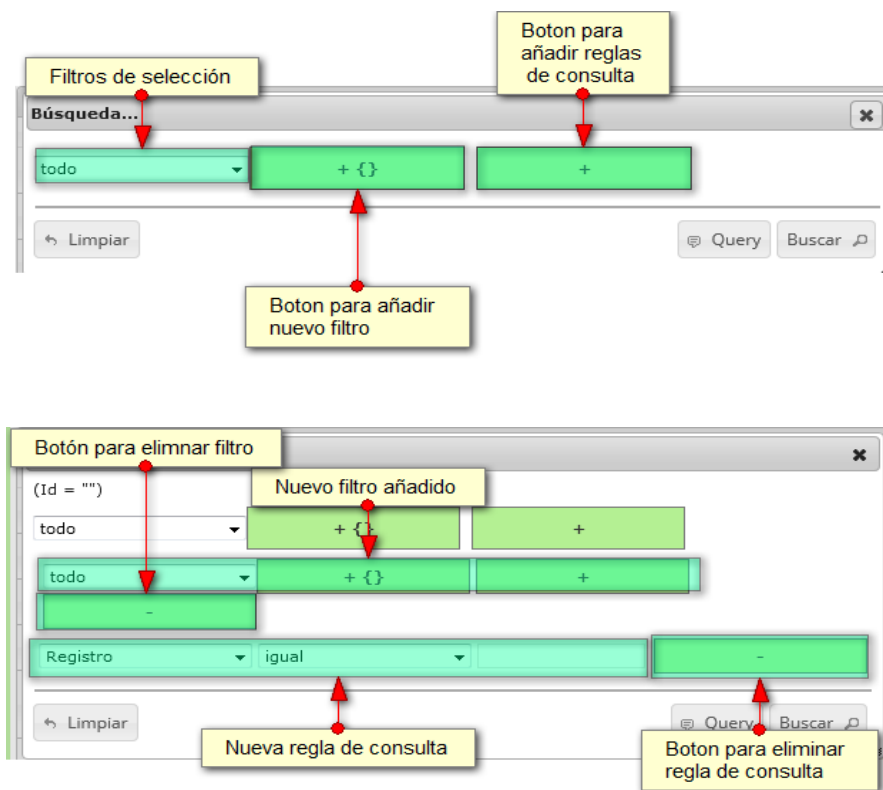 Boton para
añadir reglas
de consulta
Filtros de selección
Búsqueda...
todo
+ {}
+
Limpiar
Query
Buscar
Boton para añadir
nuevo filtro
Botón para elimnar filtro
(Id = "")
Nuevo filtro añadido
todo
+ {}
+
todo
+ {}
+
-
Registro
igual
-
Limpiar
Query
Buscar
Nueva regla de consulta
Boton para eliminar
regla de consulta